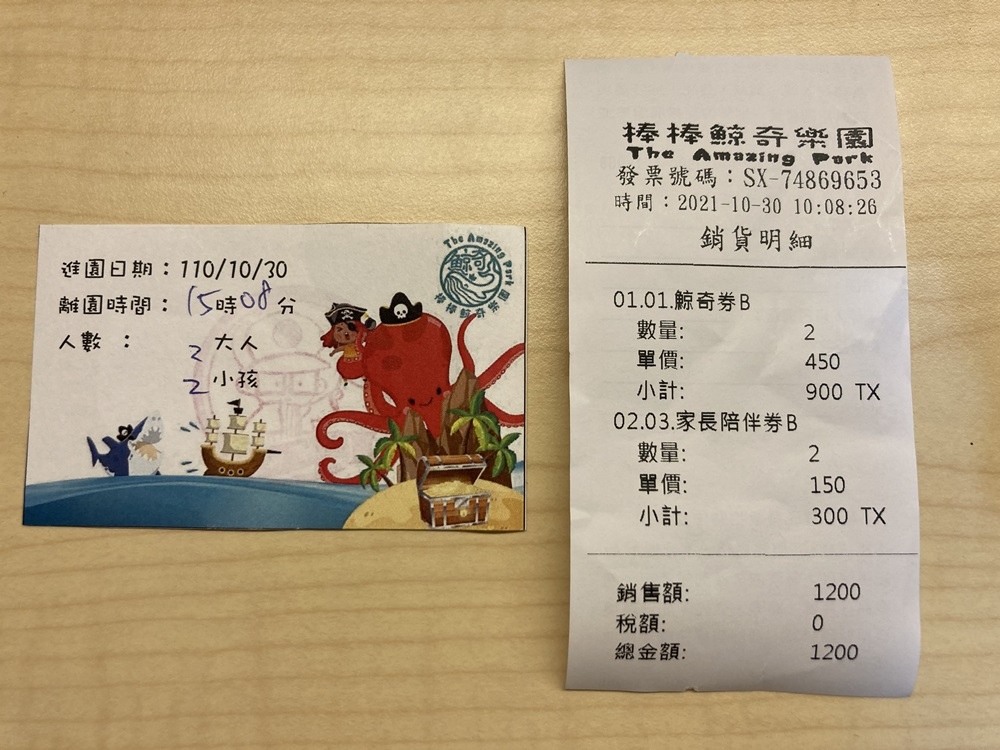 進園日期：110/10/30
離園時間：15時08分
人數 ：
2 大人
2 小孩
The Amazing Park
棒棒鯨奇樂園
鯨奇
棒棒鯨奇樂園
The Amazing Park
發票號碼：SX-74869653
時間：2021-10-30 10:08:26
銷貨明細
01.01.鯨奇券B
數量: 2
單價: 450
小計: 900 TX
02.03.家長陪伴券B
數量: 2
單價: 150
小計: 300 TX
銷售額: 1200
稅額: 0
總金額: 1200